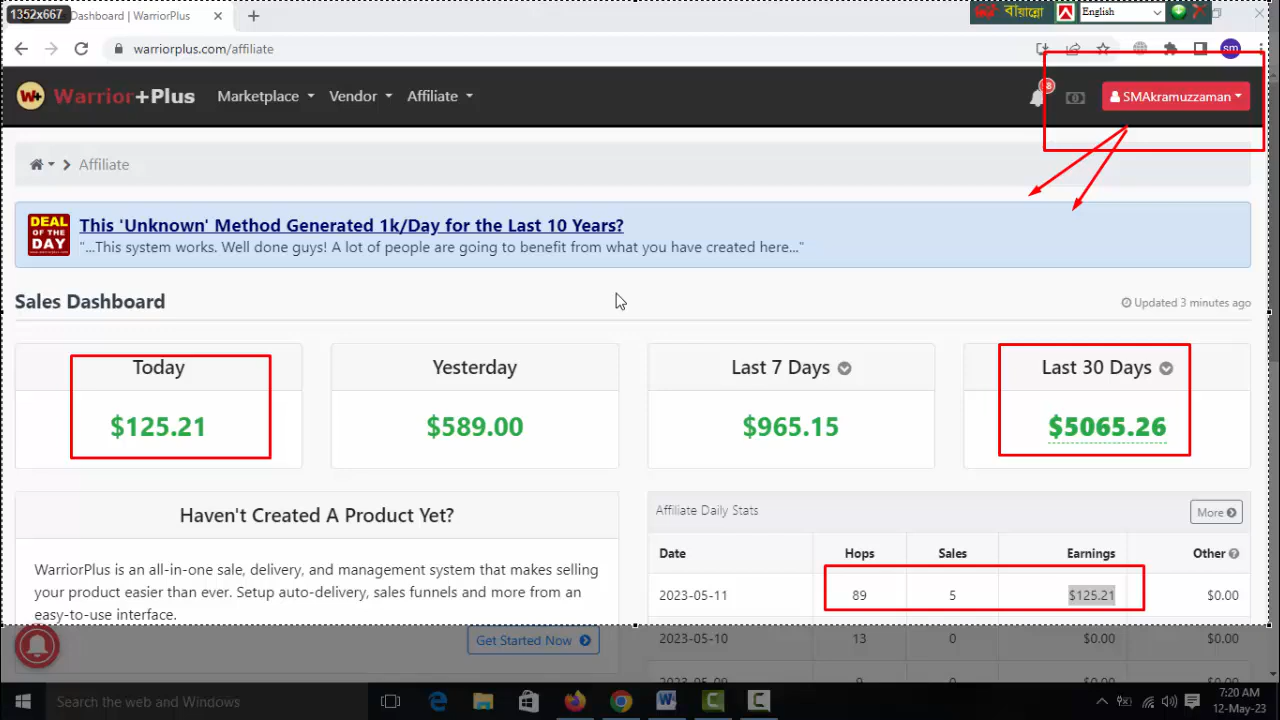 1352x667
Dashboard | WarriorPlus
বাঁয়ান্নো
English
warriorplus.com/affiliate
sm
W+ Warrior+Plus Marketplace Vendor Affiliate
SMAkramuzzaman
Affiliate
DEAL OF THE DAY
This 'Unknown' Method Generated 1k/Day for the Last 10 Years?
"...This system works. Well done guys! A lot of people are going to benefit from what you have created here..."
Sales Dashboard
Updated 3 minutes ago
Today Yesterday Last 7 Days Last 30 Days
$125.21 $589.00 $965.15 $5065.26
Haven't Created A Product Yet?
WarriorPlus is an all-in-one sale, delivery, and management system that makes selling
your product easier than ever. Setup auto-delivery, sales funnels and more from an
easy-to-use interface.
Get Started Now
Affiliate Daily Stats More
Date Hops Sales Earnings Other
2023-05-11 89 5 $125.21 $0.00
2023-05-10 13 0 $0.00 $0.00
Search the web and Windows
7:20 AM
12-May-23